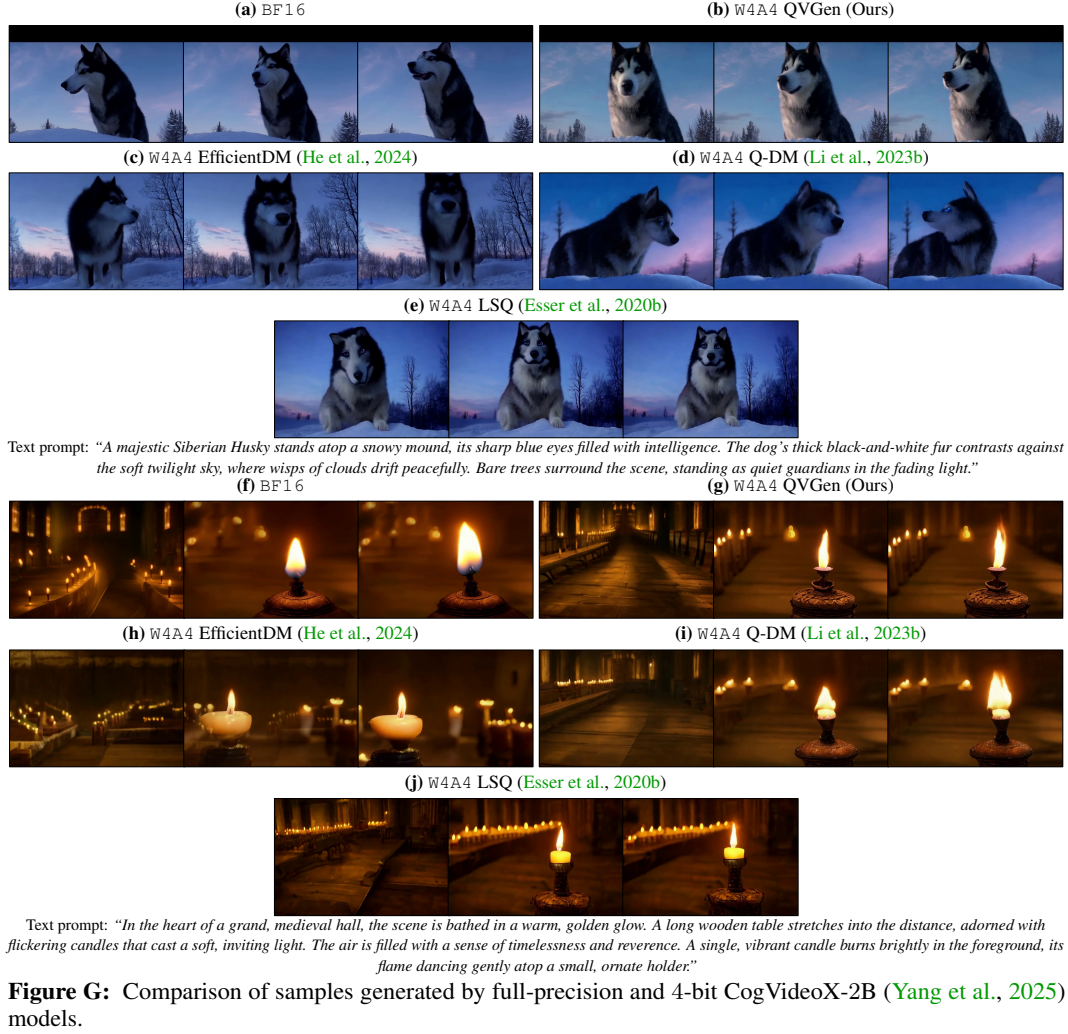 (a) BF16
(b) W4A4 QVGen (Ours)
(c) W4A4 EfficientDM (He et al., 2024)
(d) W4A4 Q-DM (Li et al., 2023b)
(e) W4A4 LSQ (Esser et al., 2020b)
Text prompt: “A majestic Siberian Husky stands atop a snowy mound, its sharp blue eyes filled with intelligence. The dog’s thick black-and-white fur contrasts against
the soft twilight sky, where wisps of clouds drift peacefully. Bare trees surround the scene, standing as quiet guardians in the fading light.”
(f) BF16
(g) W4A4 QVGen (Ours)
(h) W4A4 EfficientDM (He et al., 2024)
(i) W4A4 Q-DM (Li et al., 2023b)
(j) W4A4 LSQ (Esser et al., 2020b)
Text prompt: “In the heart of a grand, medieval hall, the scene is bathed in a warm, golden glow. A long wooden table stretches into the distance, adorned with
flickering candles that cast a soft, inviting light. The air is filled with a sense of timelessness and reverence. A single, vibrant candle burns brightly in the foreground, its
flame dancing gently atop a small, ornate holder.”
Figure G: Comparison of samples generated by full-precision and 4-bit CogVideoX-2B (Yang et al., 2025)
models.